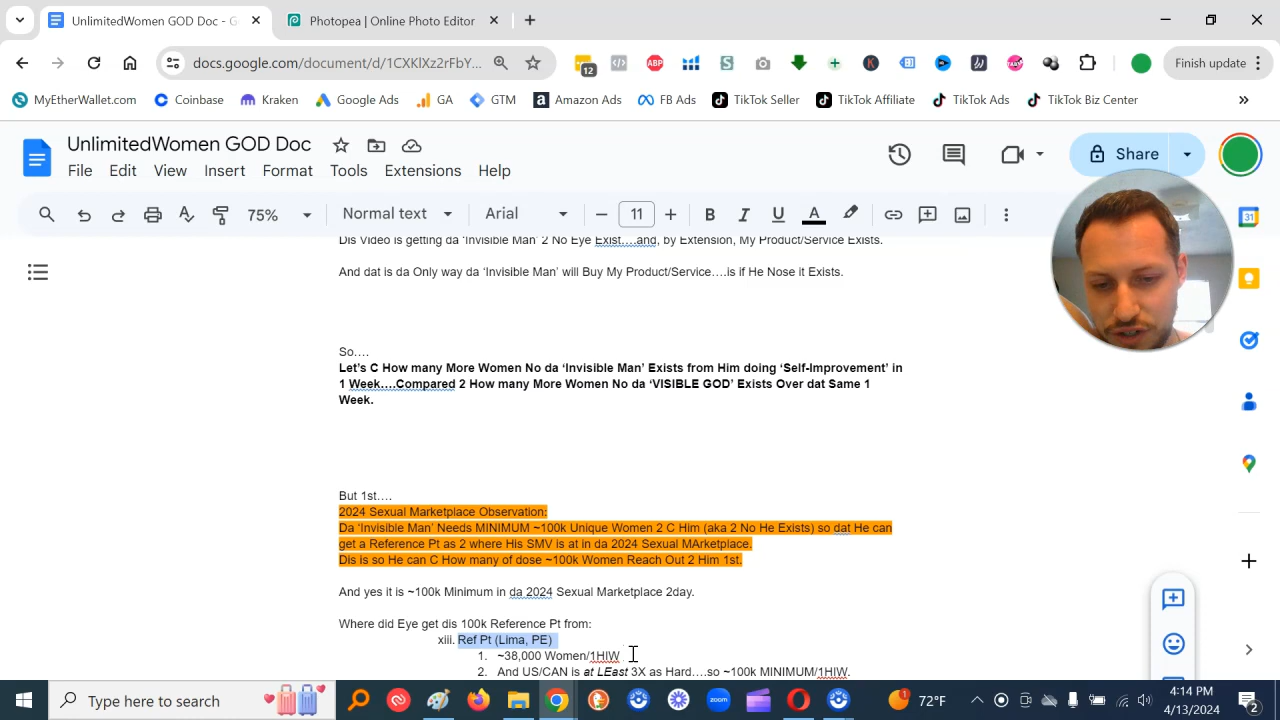 UnlimitedWomen GOD Doc - G
Photopea | Online Photo Editor
docs.google.com/document/d/1CXKlXz2rFbY...
12
ABP
Finish update
MyEtherWallet.com
Coinbase
Kraken
Google Ads
GA
GTM
Amazon Ads
FB Ads
TikTok Seller
TikTok Affiliate
TikTok Ads
TikTok Biz Center
UnlimitedWomen GOD Doc
Share
File Edit View Insert Format Tools Extensions Help
75% Normal text Arial 11 B I U A
Dis Video is getting da 'Invisible Man' 2 No Eye Exist....and, by Extension, My Product/Service Exists.
And dat is da Only way da 'Invisible Man' will Buy My Product/Service....is if He Nose it Exists.
So....
Let's C How many More Women No da 'Invisible Man' Exists from Him doing 'Self-Improvement' in
1 Week....Compared 2 How many More Women No da 'VISIBLE GOD' Exists Over dat Same 1
Week.
But 1st....
2024 Sexual Marketplace Observation:
Da 'Invisible Man' Needs MINIMUM ~100k Unique Women 2 C Him (aka 2 No He Exists) so dat He can
get a Reference Pt as 2 where His SMV is at in da 2024 Sexual MArketplace.
Dis is so He can C How many of dose ~100k Women Reach Out 2 Him 1st.
And yes it is ~100k Minimum in da 2024 Sexual Marketplace 2day.
Where did Eye get dis 100k Reference Pt from:
xiii. Ref Pt (Lima, PE)
1. ~38,000 Women/1HIW
2. And US/CAN is at LEast 3X as Hard....so ~100k MINIMUM/1HIW.
Type here to search
zoom
1
72°F
4:14 PM
4/13/2024
2